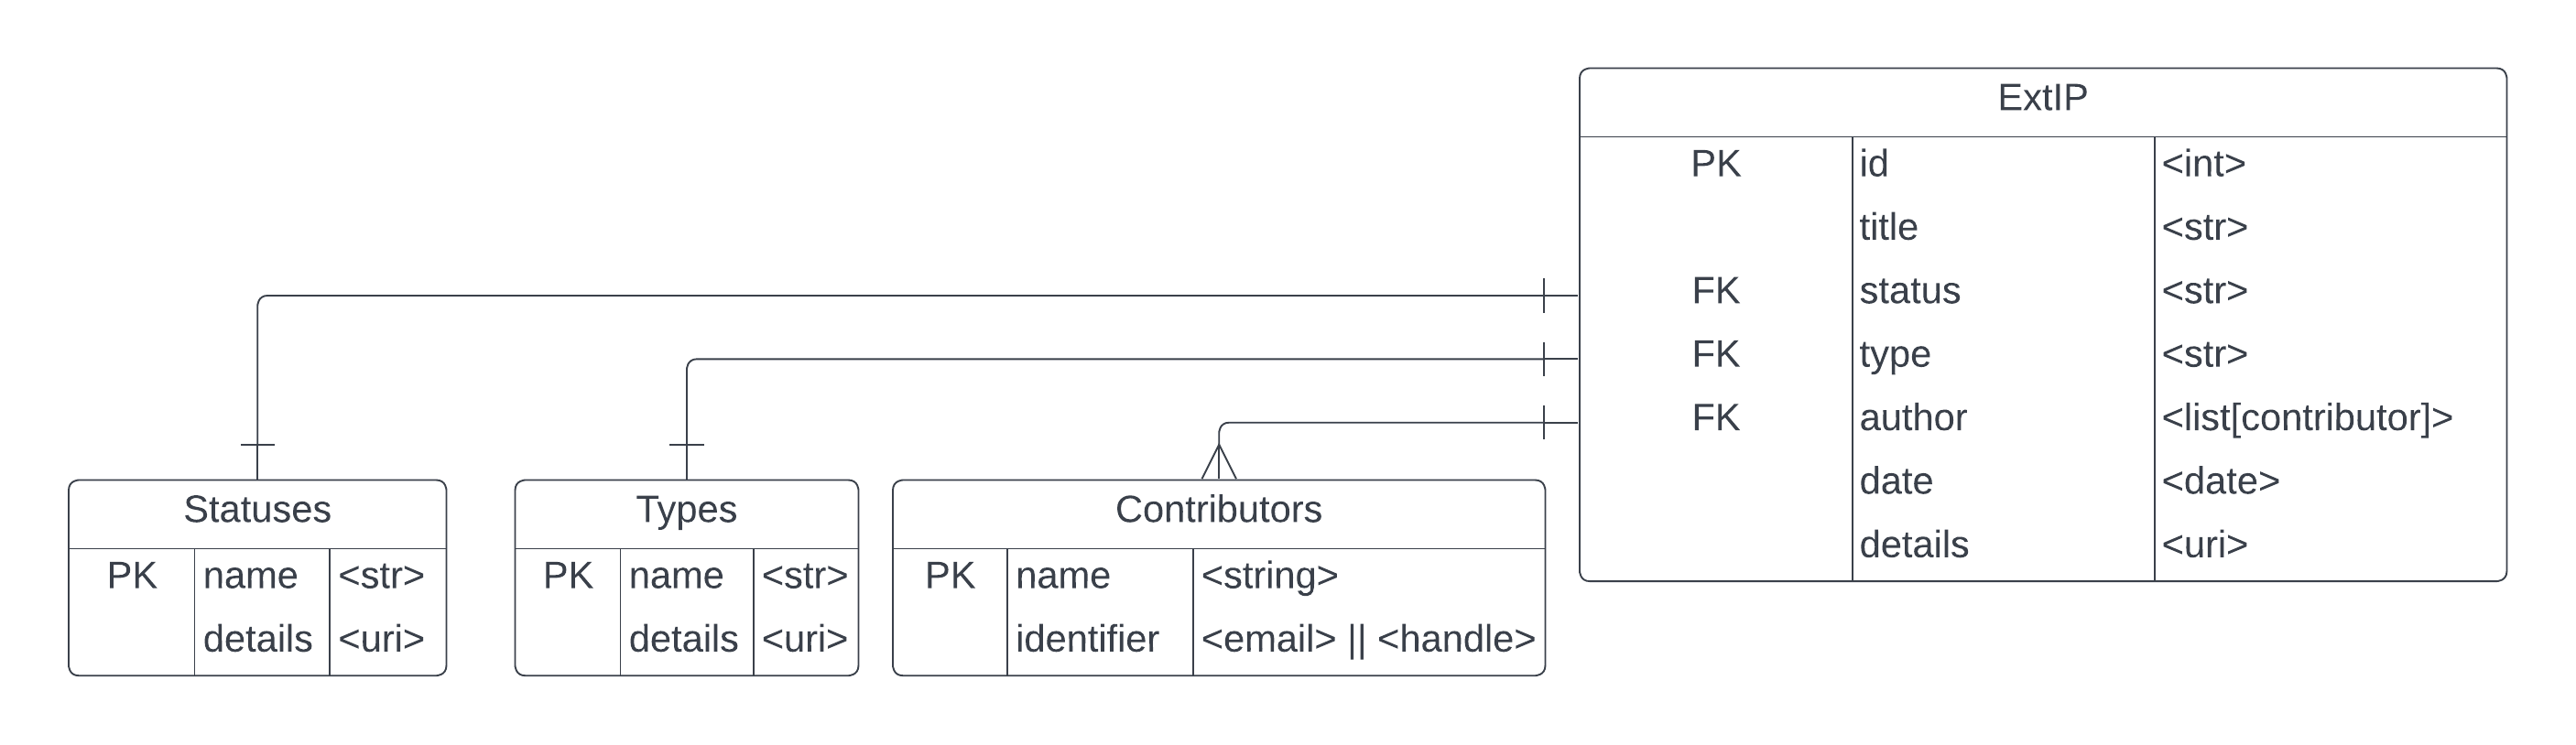 ExtIP
PK id <int>
title <str>
FK status <str>
FK type <str>
FK author <list[contributor]>
date <date>
details <uri>
Statuses
PK name <str>
details <uri>
Types
PK name <str>
details <uri>
Contributors
PK name <string>
identifier <email> || <handle>